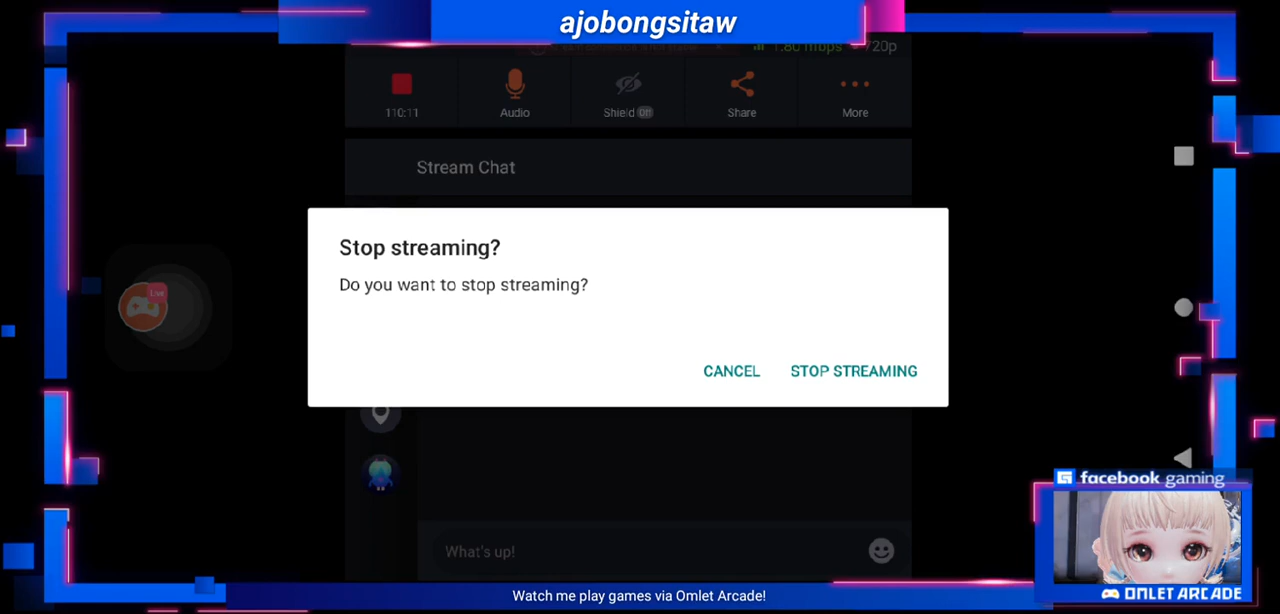 ajobongsitaw
1.80 mbps 720p
110:11
Audio
Shield Off
Share
More
Stream Chat
Stop streaming?
Do you want to stop streaming?
CANCEL
STOP STREAMING
Live
What's up!
facebook gaming
OMLET ARCADE
Watch me play games via Omlet Arcade!